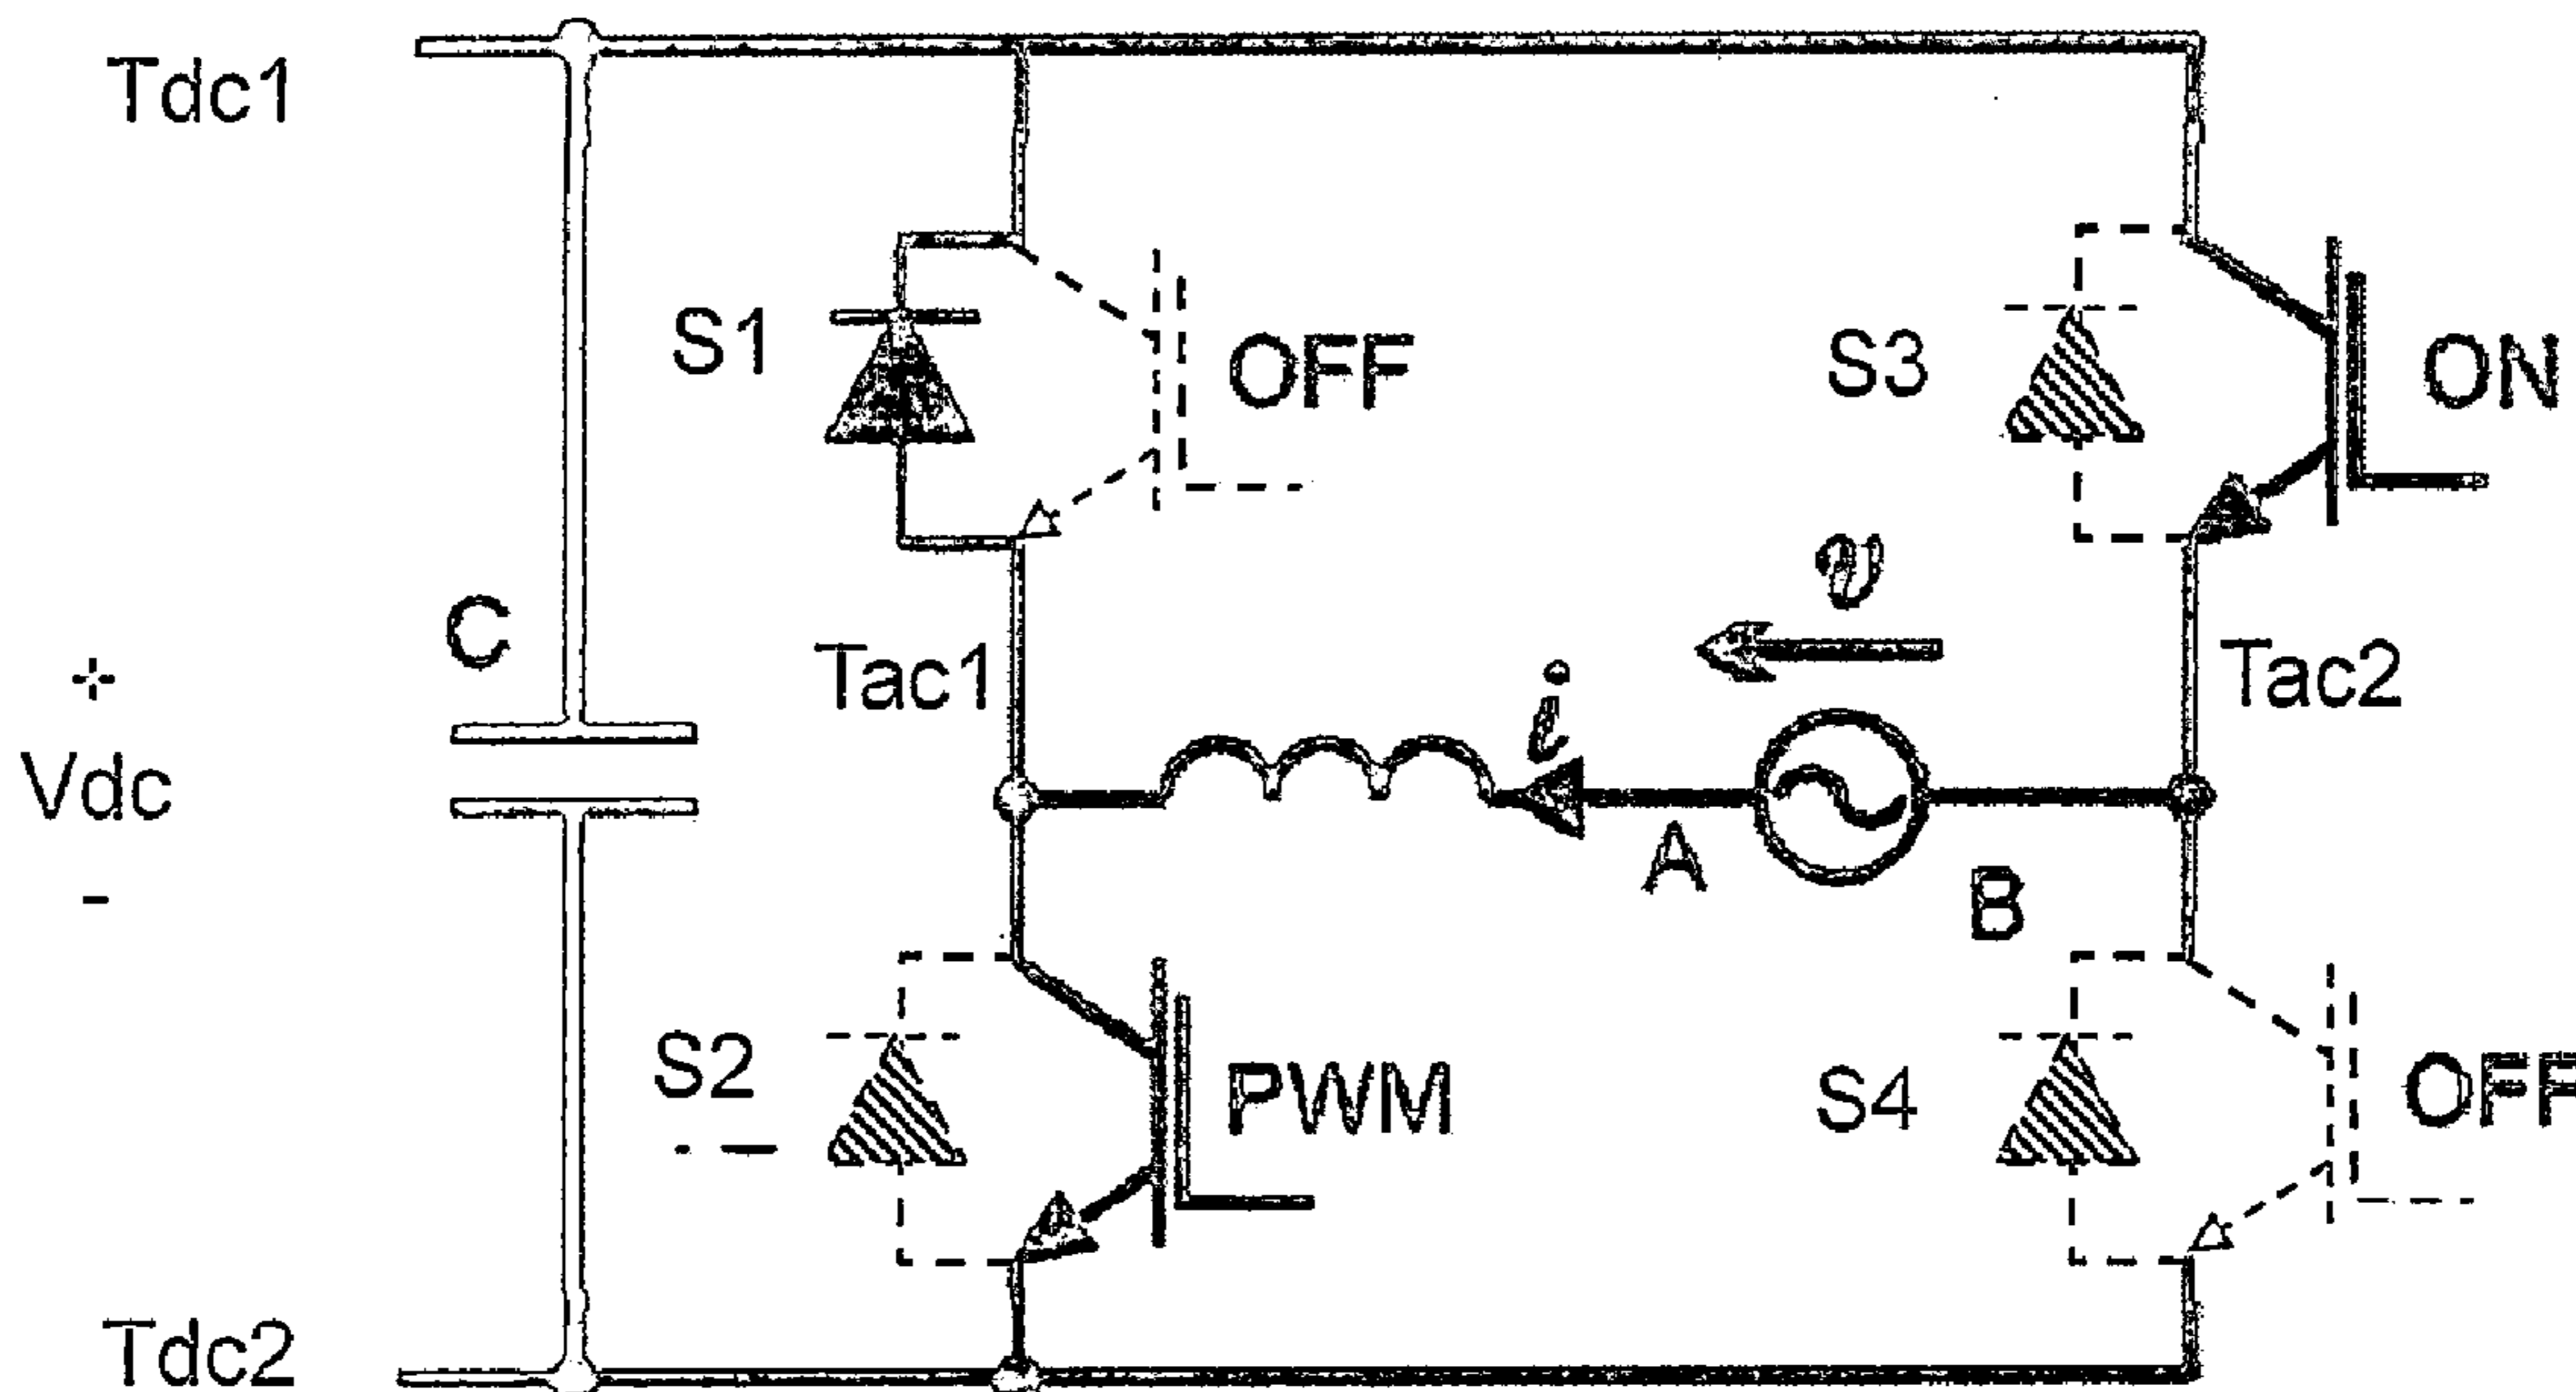 Tdc1
S1
OFF
S3
ON
C
v
+
Vdc
-
Tac1
i
Tac2
A
B
S2
PWM
S4
OFF
Tdc2